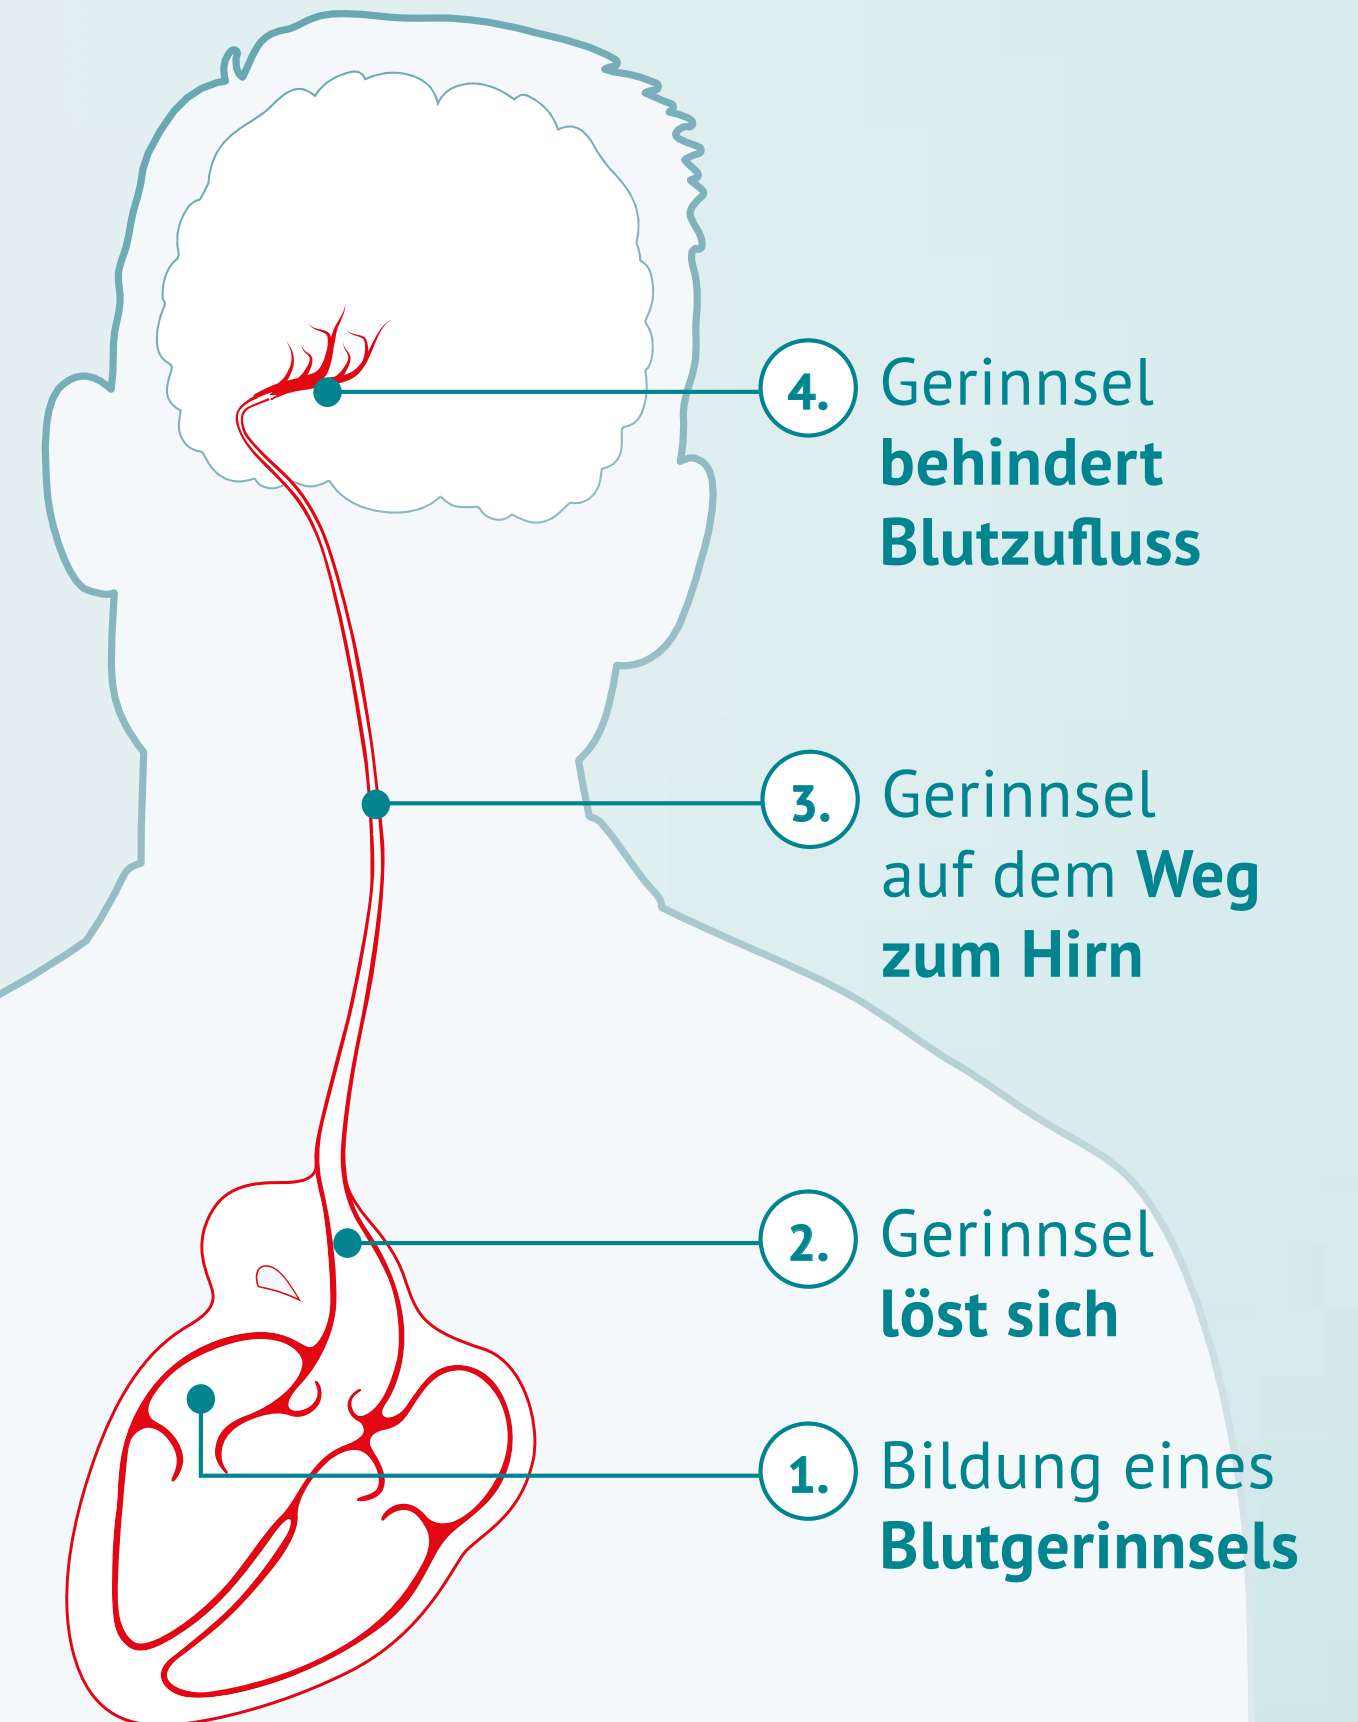 4.
Gerinnsel
behindert
Blutzufluss
3.
Gerinnsel
auf dem Weg
zum Hirn
2.
Gerinnsel
löst sich
1.
Bildung eines
Blutgerinnsels